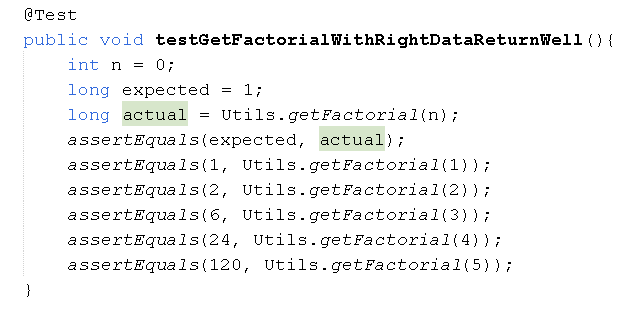 @Test
public void testGetFactorialWithRightDataReturnWell(){
    int n = 0;
    long expected = 1;
    long actual = Utils.getFactorial(n);
    assertEquals(expected, actual);
    assertEquals(1, Utils.getFactorial(1));
    assertEquals(2, Utils.getFactorial(2));
    assertEquals(6, Utils.getFactorial(3));
    assertEquals(24, Utils.getFactorial(4));
    assertEquals(120, Utils.getFactorial(5));
}